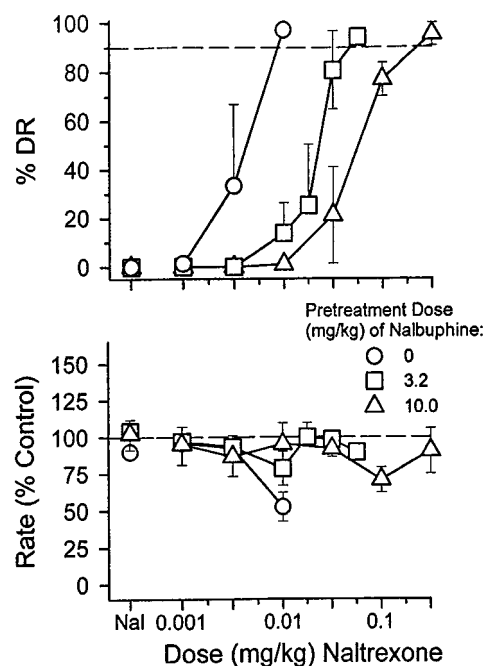 100
80
60
40
20
0
% DR
Pretreatment Dose
(mg/kg) of Nalbuphine:
0
3.2
10.0
150
125
100
75
50
25
0
Rate (% Control)
Nal 0.001 0.01 0.1
Dose (mg/kg) Naltrexone